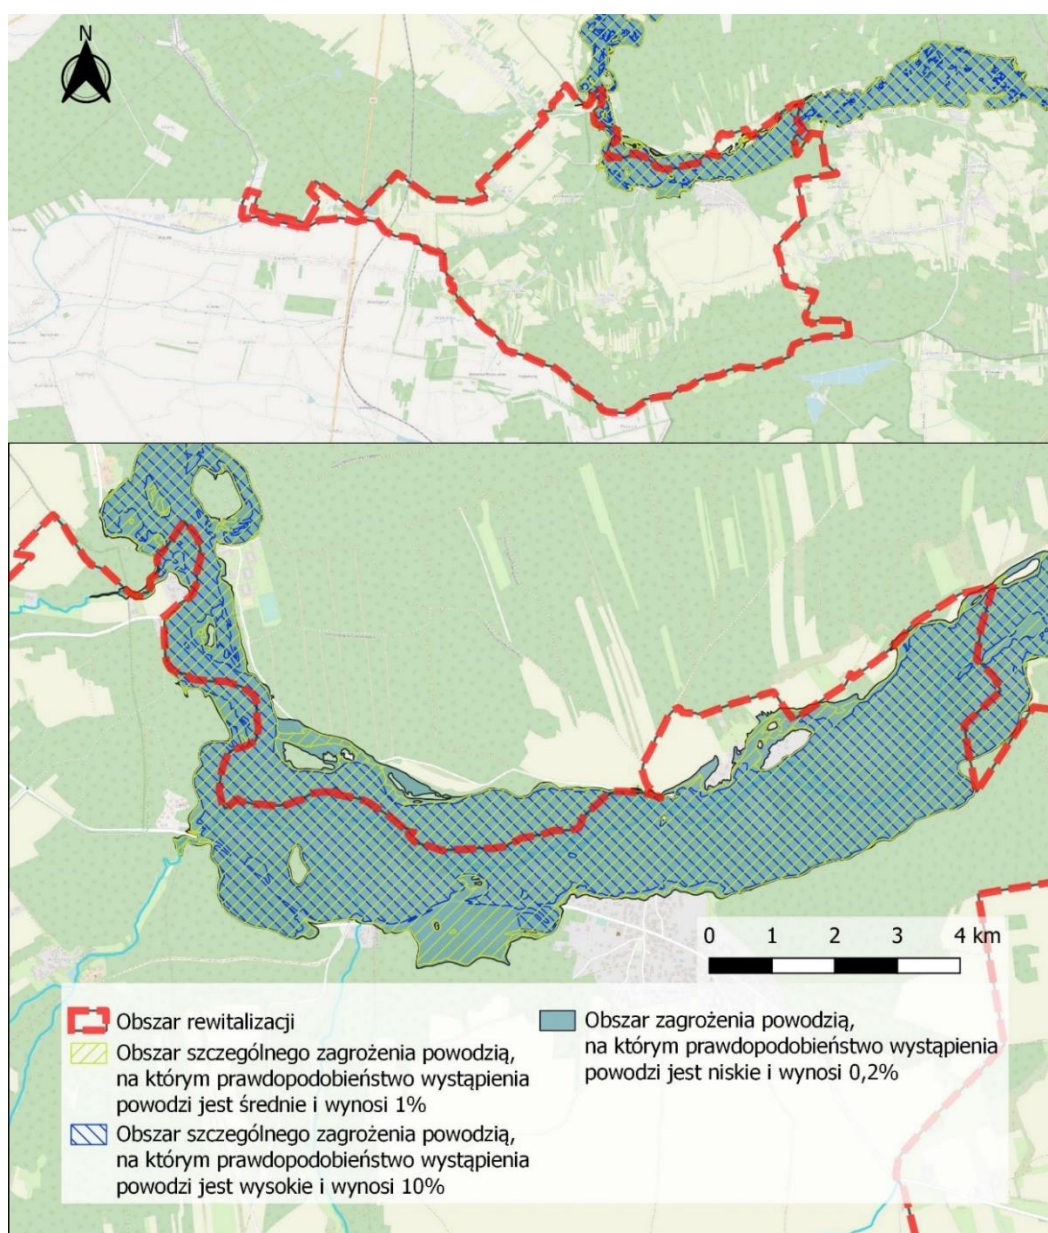 N
0 1 2 3 4 km
Obszar rewitalizacji
Obszar szczególnego zagrożenia powodzią,
na którym prawdopodobieństwo wystąpienia
powodzi jest średnie i wynosi 1%
Obszar szczególnego zagrożenia powodzią,
na którym prawdopodobieństwo wystąpienia
powodzi jest wysokie i wynosi 10%
Obszar zagrożenia powodzią,
na którym prawdopodobieństwo wystąpienia
powodzi jest niskie i wynosi 0,2%